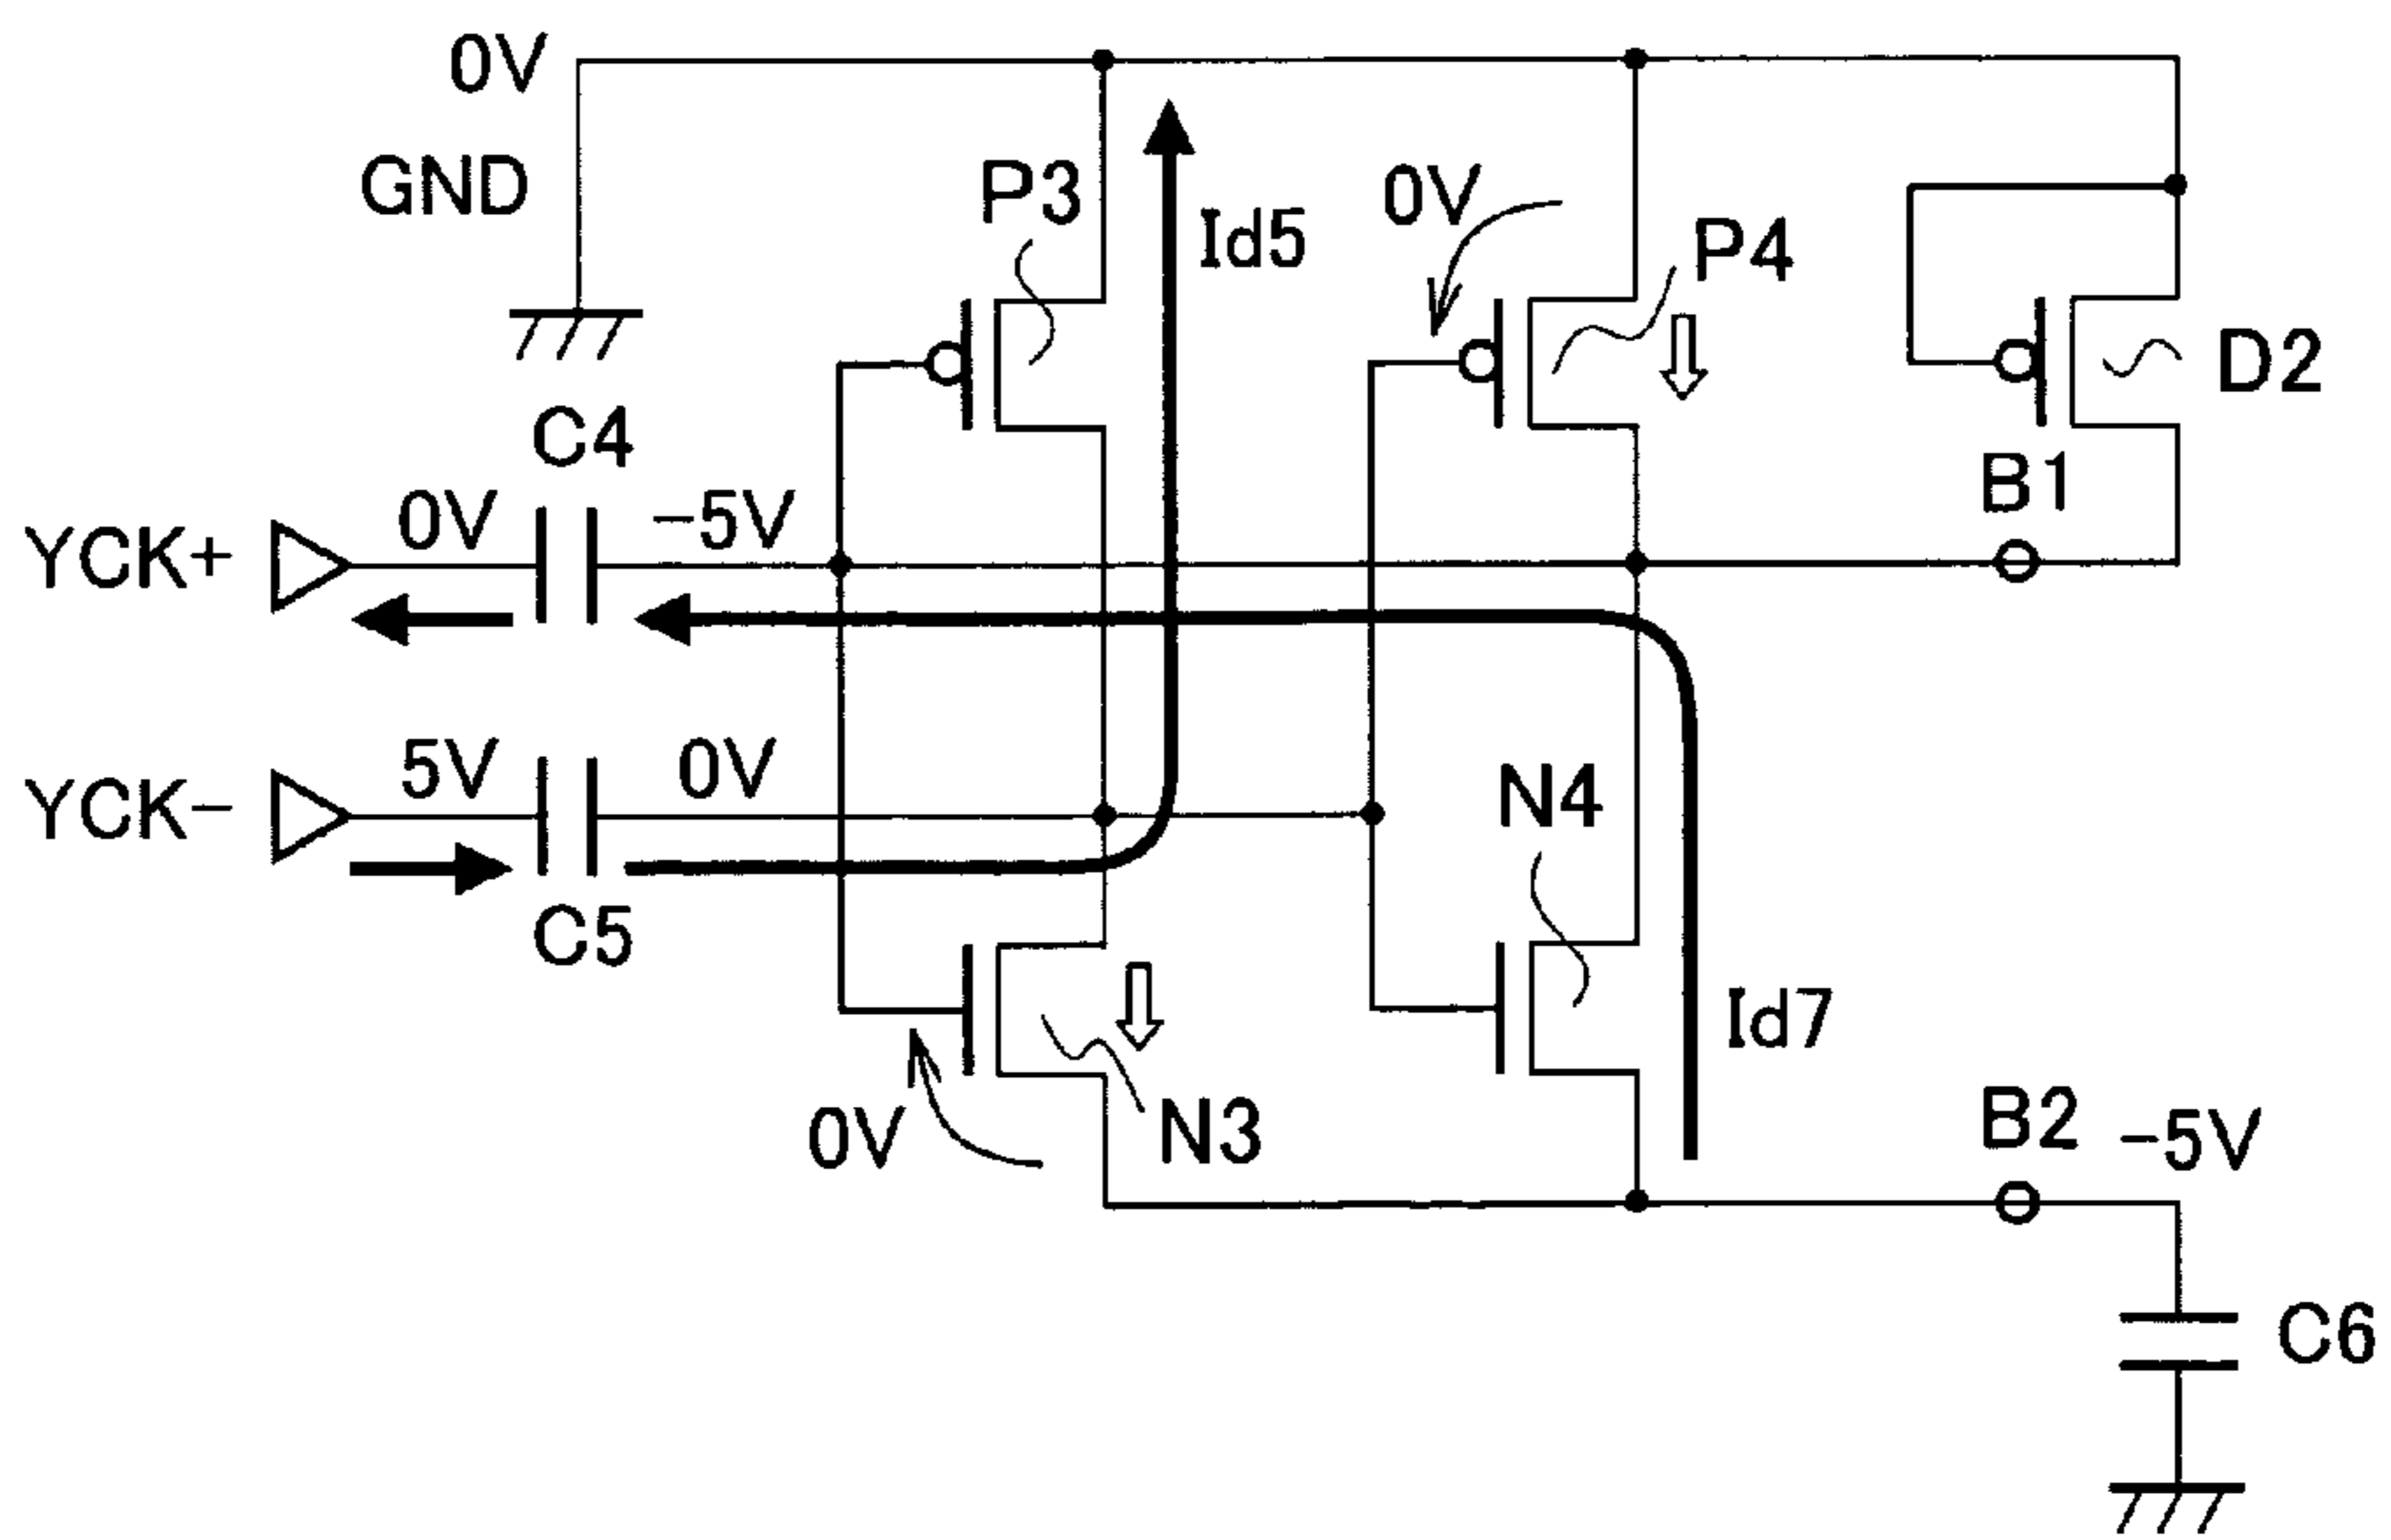 0V
GND
P3
Id5
0V
P4
D2
C4
B1
YCK+
0V
-5V
YCK-
5V
0V
N4
C5
Id7
0V
N3
B2
-5V
C6